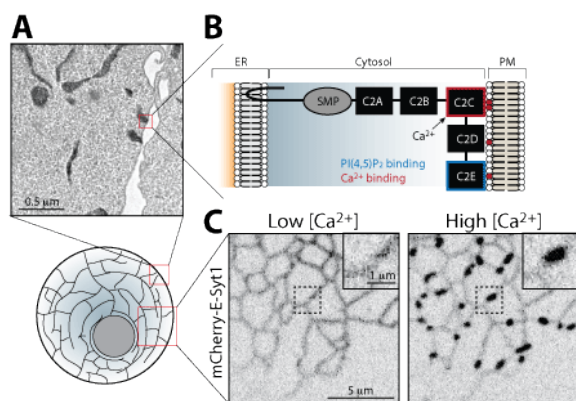 A
B
ER
Cytosol
PM
SMP
C2A
C2B
C2C
Ca²⁺
C2D
PI(4,5)P₂ binding
Ca²⁺ binding
C2E
0.5 μm
C
Low [Ca²⁺]
High [Ca²⁺]
mCherry-E-Syt1
1 μm
5 μm